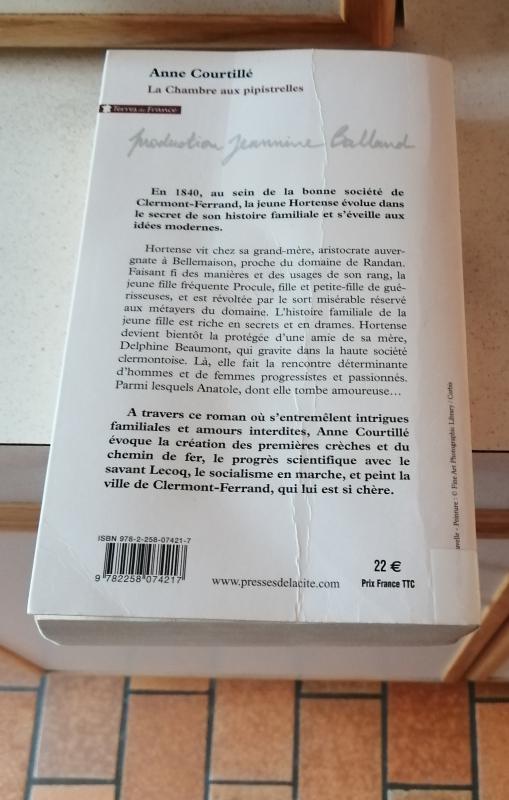 Anne Courtillé
La Chambre aux pipistrelles
Terres de France
production Jeannine Balland
En 1840, au sein de la bonne société de
Clermont-Ferrand, la jeune Hortense évolue dans
le secret de son histoire familiale et s'éveille aux
idées modernes.
Hortense vit chez sa grand-mère, aristocrate auver-
gnate à Bellemaison, proche du domaine de Randan.
Faisant fi des manières et des usages de son rang, la
jeune fille fréquente Procule, fille et petite-fille de gué-
risseuses, et est révoltée par le sort misérable réservé
aux métayers du domaine. L'histoire familiale de la
jeune fille est riche en secrets et en drames. Hortense
devient bientôt la protégée d'une amie de sa mère,
Delphine Beaumont, qui gravite dans la haute société
clermontoise. Là, elle fait la rencontre déterminante
d'hommes et de femmes progressistes et passionnés.
Parmi lesquels Anatole, dont elle tombe amoureuse…
A travers ce roman où s'entremêlent intrigues
familiales et amours interdites, Anne Courtillé
évoque la création des premières crèches et du
chemin de fer, le progrès scientifique avec le
savant Lecoq, le socialisme en marche, et peint la
ville de Clermont-Ferrand, qui lui est si chère.
- Peinture : © Fine Art Photographic Library / Corbis
ISBN 978-2-258-07421-7
9 782258 074217
www.pressesdelacite.com
22 €
Prix France TTC